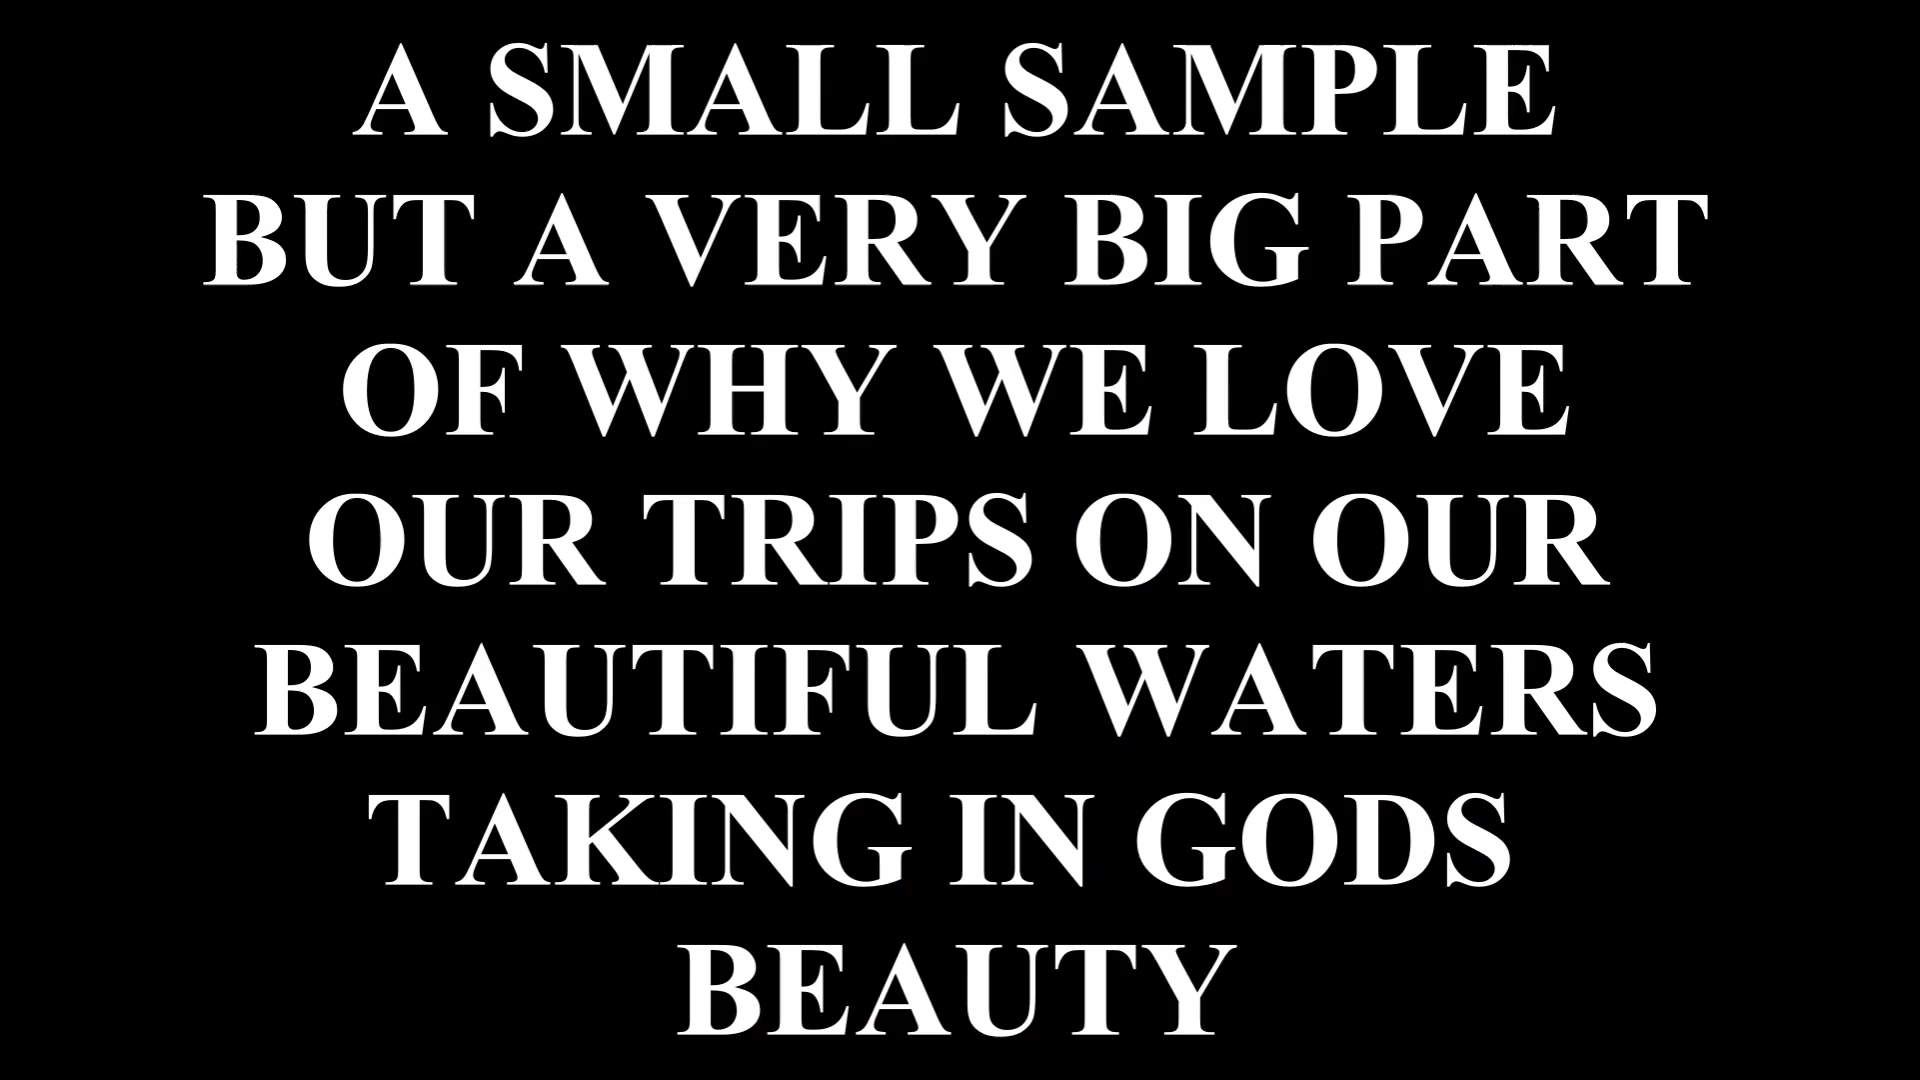 A SMALL SAMPLE
BUT A VERY BIG PART
OF WHY WE LOVE
OUR TRIPS ON OUR
BEAUTIFUL WATERS
TAKING IN GODS
BEAUTY